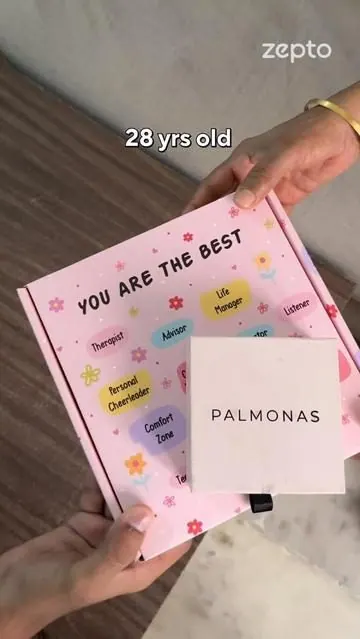 zepto
28 yrs old
YOU ARE THE BEST
Life
Manager
Listener
Therapist
Advisor
Personal
Cheerleader
Comfort
Zone
PALMONAS